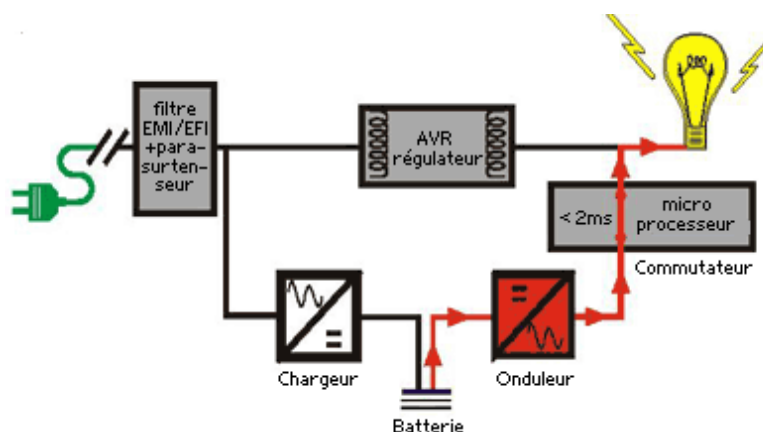 filtre
EMI/EFI
+para-
surten-
seur
AVR
régulateur
< 2ms
micro
processeur
Commutateur
Chargeur
Onduleur
Batterie